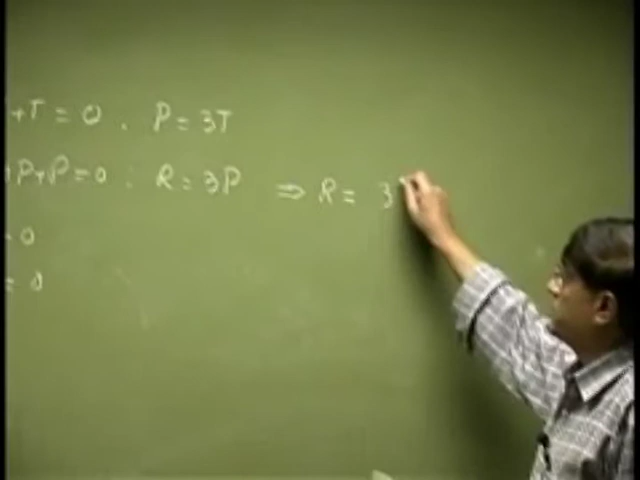 +T = 0 . P = 3T
P+P = 0 : R = 3P ⇒ R = 3
= 0
= 0